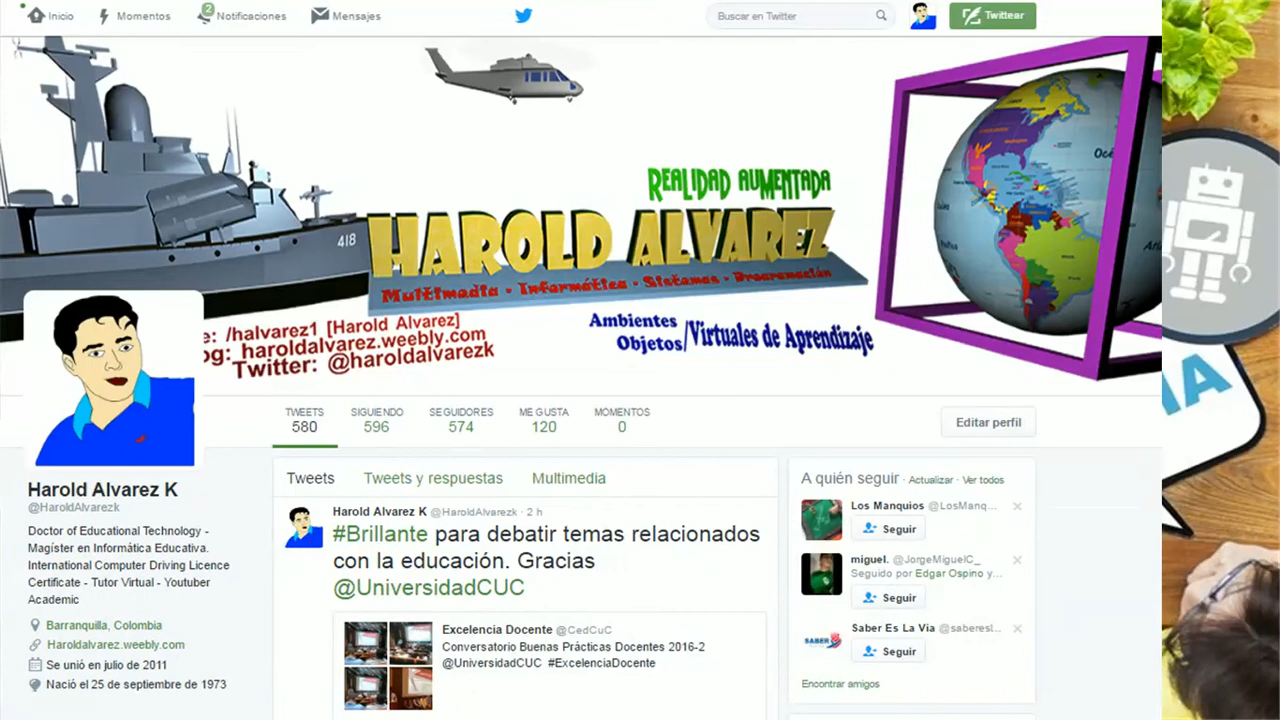 Inicio
Momentos
2
Notificaciones
Mensajes
Buscar en Twitter
Twittear
418
REALIDAD AUMENTADA
HAROLD ALVAREZ
Multimedia - Informática - Sistemas - Programación
e: /halvarez1 [Harold Alvarez]
og: haroldalvarez.weebly.com
Twitter: @haroldalvarezk
Ambientes
Objetos/Virtuales de Aprendizaje
IA
TWEETS
580
SIGUIENDO
596
SEGUIDORES
574
ME GUSTA
120
MOMENTOS
0
Editar perfil
Harold Alvarez K
@HaroldAlvarezk
Doctor of Educational Technology -
Magíster en Informática Educativa.
International Computer Driving Licence
Certificate - Tutor Virtual - Youtuber
Academic
Barranquilla, Colombia
Haroldalvarez.weebly.com
Se unió en julio de 2011
Nació el 25 de septiembre de 1973
Tweets
Tweets y respuestas
Multimedia
Harold Alvarez K @HaroldAlvarezk · 2 h
#Brillante para debatir temas relacionados
con la educación. Gracias
@UniversidadCUC
Excelencia Docente @CedCuC
Conversatorio Buenas Prácticas Docentes 2016-2
@UniversidadCUC #ExcelenciaDocente
A quién seguir · Actualizar · Ver todos
Los Manquios @LosManq...
Seguir
miguel. @JorgeMiguelC_
Seguido por Edgar Ospino y...
Seguir
SABER
Saber Es La Vía @saberesl...
Seguir
Encontrar amigos